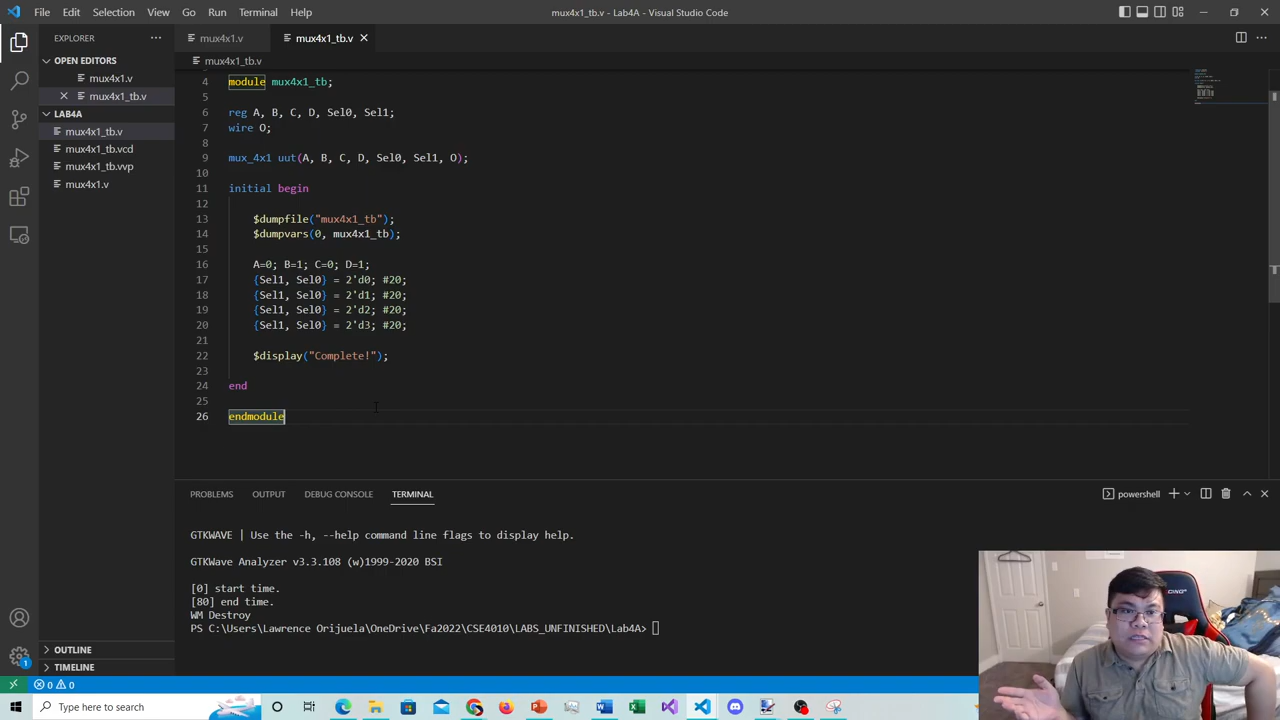 File Edit Selection View Go Run Terminal Help
mux4x1_tb.v - Lab4A - Visual Studio Code
EXPLORER
OPEN EDITORS
mux4x1.v
mux4x1_tb.v
LAB4A
mux4x1_tb.v
mux4x1_tb.vcd
mux4x1_tb.vvp
mux4x1.v
OUTLINE
TIMELINE
mux4x1.v
mux4x1_tb.v
mux4x1_tb.v
4 module mux4x1_tb;
5
6 reg A, B, C, D, Sel0, Sel1;
7 wire O;
8
9 mux_4x1 uut(A, B, C, D, Sel0, Sel1, O);
10
11 initial begin
12
13 $dumpfile("mux4x1_tb");
14 $dumpvars(0, mux4x1_tb);
15
16 A=0; B=1; C=0; D=1;
17 {Sel1, Sel0} = 2'd0; #20;
18 {Sel1, Sel0} = 2'd1; #20;
19 {Sel1, Sel0} = 2'd2; #20;
20 {Sel1, Sel0} = 2'd3; #20;
21
22 $display("Complete!");
23
24 end
25
26 endmodule
PROBLEMS OUTPUT DEBUG CONSOLE TERMINAL
powershell
GTKWAVE | Use the -h, --help command line flags to display help.
GTKWave Analyzer v3.3.108 (w)1999-2020 BSI
[0] start time.
[80] end time.
WM Destroy
PS C:\Users\Lawrence Orijuela\OneDrive\Fa2022\CSE4010\LABS_UNFINISHED\Lab4A>
1
0 0
Type here to search